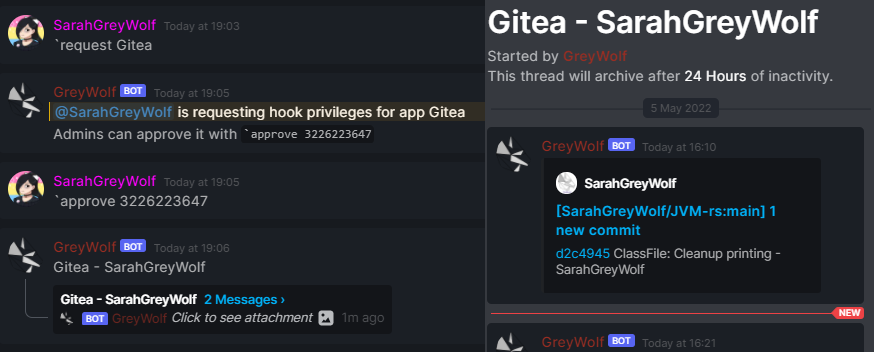 SarahGreyWolf Today at 19:03
`request Gitea
GreyWolf BOT Today at 19:05
@SarahGreyWolf is requesting hook privileges for app Gitea
Admins can approve it with `approve 3226223647
SarahGreyWolf Today at 19:05
`approve 3226223647
GreyWolf BOT Today at 19:06
Gitea - SarahGreyWolf
Gitea - SarahGreyWolf 2 Messages ›
BOT GreyWolf Click to see attachment 1m ago
Gitea - SarahGreyWolf
Started by GreyWolf
This thread will archive after 24 Hours of inactivity.
5 May 2022
GreyWolf BOT Today at 16:10
SarahGreyWolf
[SarahGreyWolf/JVM-rs:main] 1
new commit
d2c4945 ClassFile: Cleanup printing -
SarahGreyWolf
NEW
GreyWolf BOT Today at 16:21